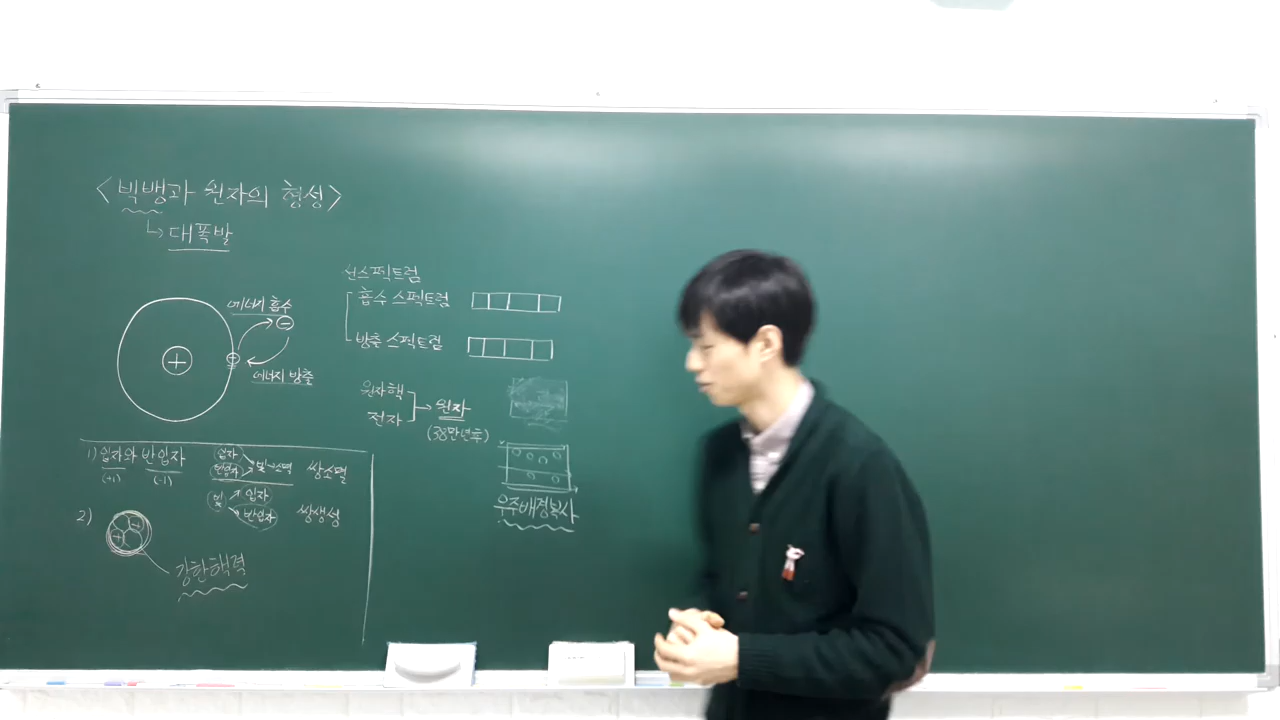 <빅뱅과 원자의 형성>
↳ 대폭발
에너지 흡수
에너지 방출
선스펙트럼
흡수 스펙트럼
방출 스펙트럼
원자핵
전자
→ 원자
(38만년후)
우주배경복사
1) 입자와 반입자
(+1) (-1)
입자
반입자
빛→소멸 쌍소멸
빛 입자
반입자 쌍생성
2)
강한핵력